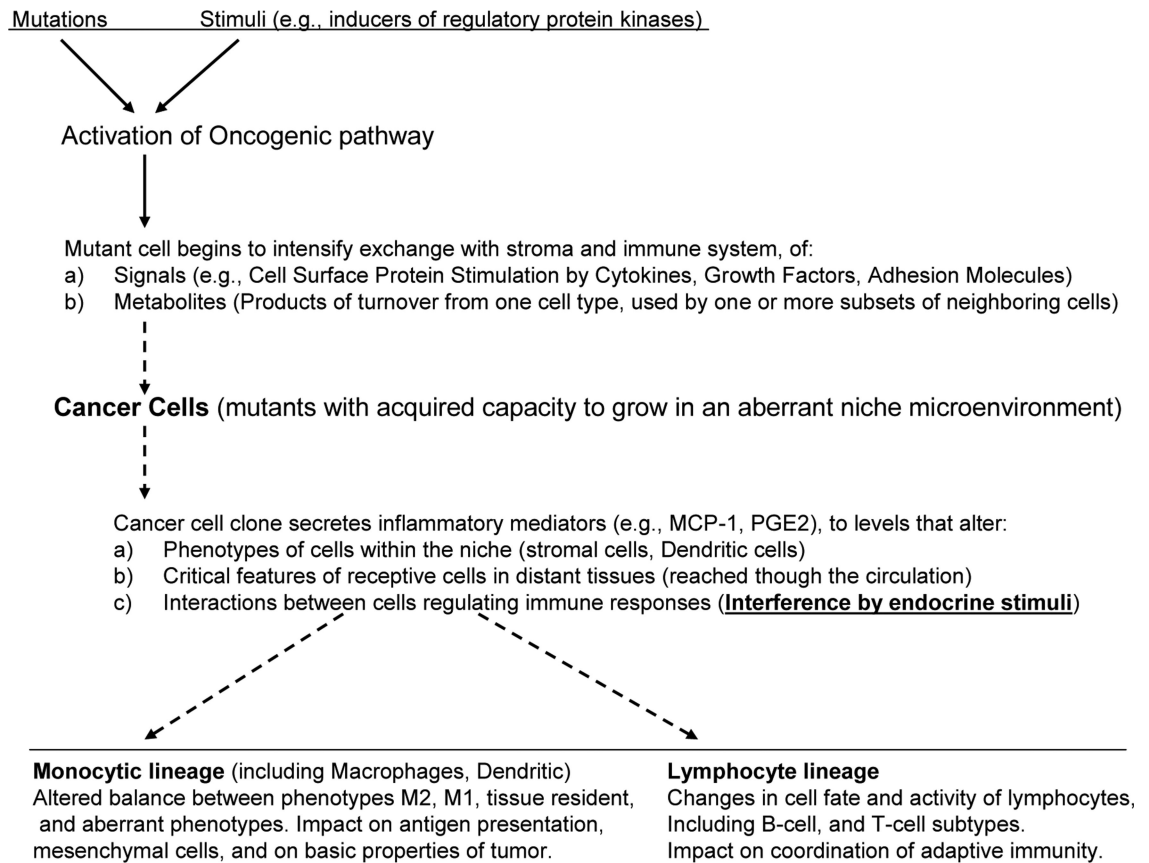 Mutations Stimuli (e.g., inducers of regulatory protein kinases)
Activation of Oncogenic pathway
Mutant cell begins to intensify exchange with stroma and immune system, of:
a) Signals (e.g., Cell Surface Protein Stimulation by Cytokines, Growth Factors, Adhesion Molecules)
b) Metabolites (Products of turnover from one cell type, used by one or more subsets of neighboring cells)
Cancer Cells (mutants with acquired capacity to grow in an aberrant niche microenvironment)
Cancer cell clone secretes inflammatory mediators (e.g., MCP-1, PGE2), to levels that alter:
a) Phenotypes of cells within the niche (stromal cells, Dendritic cells)
b) Critical features of receptive cells in distant tissues (reached though the circulation)
c) Interactions between cells regulating immune responses (Interference by endocrine stimuli)
Monocytic lineage (including Macrophages, Dendritic)
Altered balance between phenotypes M2, M1, tissue resident,
and aberrant phenotypes. Impact on antigen presentation,
mesenchymal cells, and on basic properties of tumor.
Lymphocyte lineage
Changes in cell fate and activity of lymphocytes,
Including B-cell, and T-cell subtypes.
Impact on coordination of adaptive immunity.